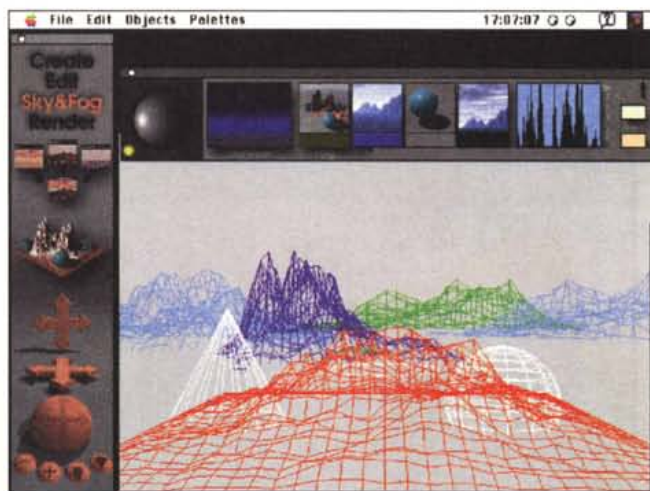 File Edit Objects Palettes 17:07:07
Create
Edit
Sky&Fog
Render